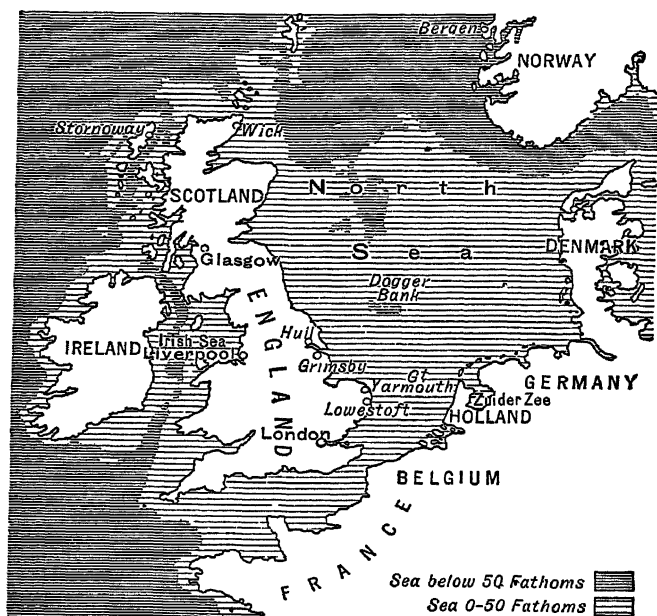 Bergen
NORWAY
Stornoway
Wick
SCOTLAND
North
Sea
DENMARK
Glasgow
Dogger
Bank
ENGLAND
Hull
IRELAND
Irish Sea
Liverpool
Grimsby
Gt
Yarmouth
GERMANY
Zuider Zee
Lowestoft
HOLLAND
London
BELGIUM
FRANCE
Sea below 50 Fathoms
Sea 0-50 Fathoms